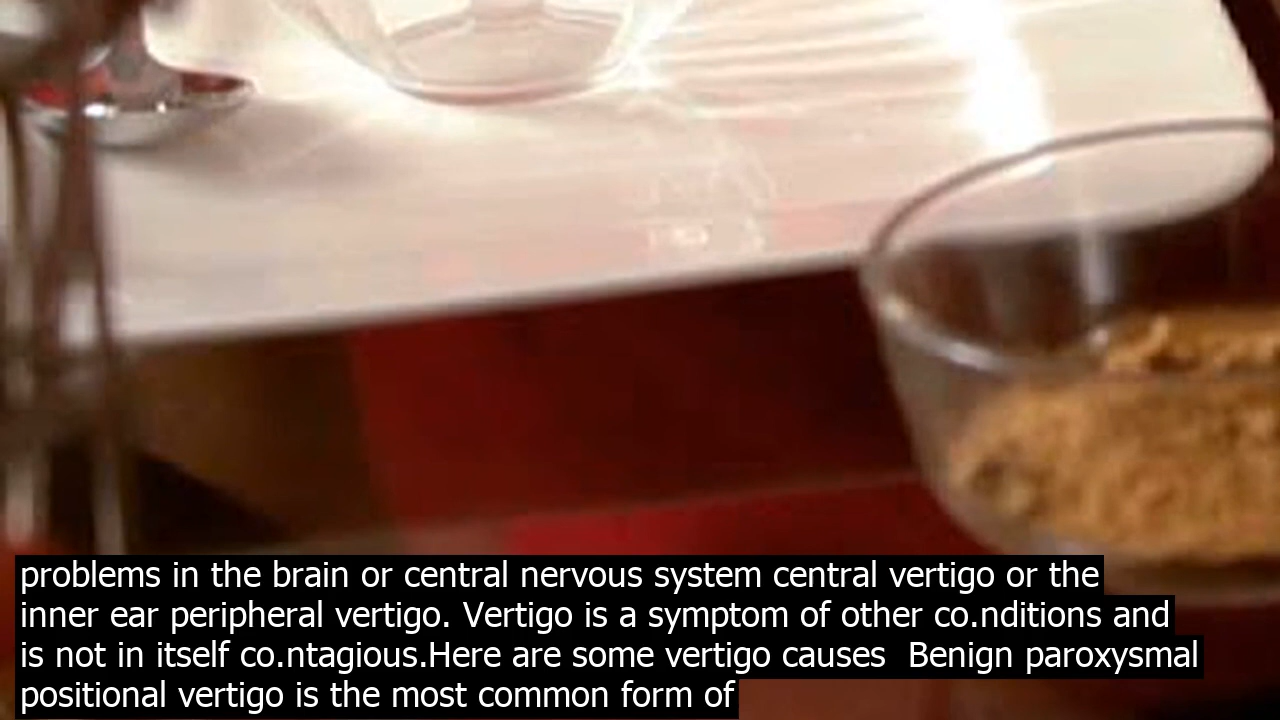 problems in the brain or central nervous system central vertigo or the
inner ear peripheral vertigo. Vertigo is a symptom of other co.nditions and
is not in itself co.ntagious.Here are some vertigo causes  Benign paroxysmal
positional vertigo is the most common form of